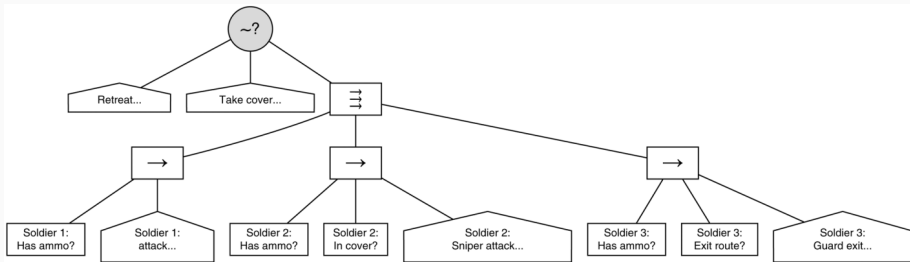 ~?
Retreat...
Take cover...
→
→
→
→
→
→
Soldier 1:
Has ammo?
Soldier 1:
attack...
Soldier 2:
Has ammo?
Soldier 2:
In cover?
Soldier 2:
Sniper attack...
Soldier 3:
Has ammo?
Soldier 3:
Exit route?
Soldier 3:
Guard exit...